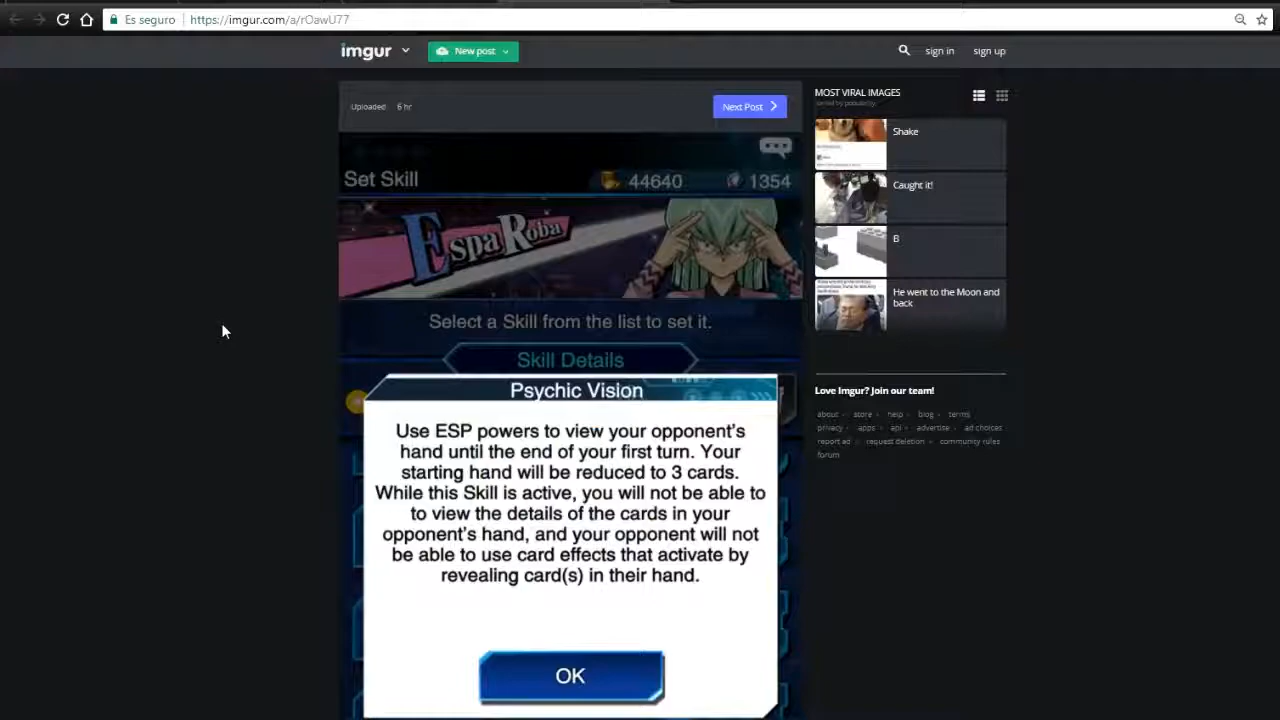 Es seguro
https://imgur.com/a/rOawU77
imgur
New post
sign in
sign up
Uploaded 6 hr
Next Post
MOST VIRAL IMAGES
sorted by popularity
Shake
Caught it!
B
He went to the Moon and
back
Set Skill
44640
1354
Espa Roba
Select a Skill from the list to set it.
Skill Details
Psychic Vision
Use ESP powers to view your opponent's
hand until the end of your first turn. Your
starting hand will be reduced to 3 cards.
While this Skill is active, you will not be able to
to view the details of the cards in your
opponent's hand, and your opponent will not
be able to use card effects that activate by
revealing card(s) in their hand.
OK
Love Imgur? Join our team!
about store help blog terms
privacy apps api advertise ad choices
report ad request deletion community rules
forum